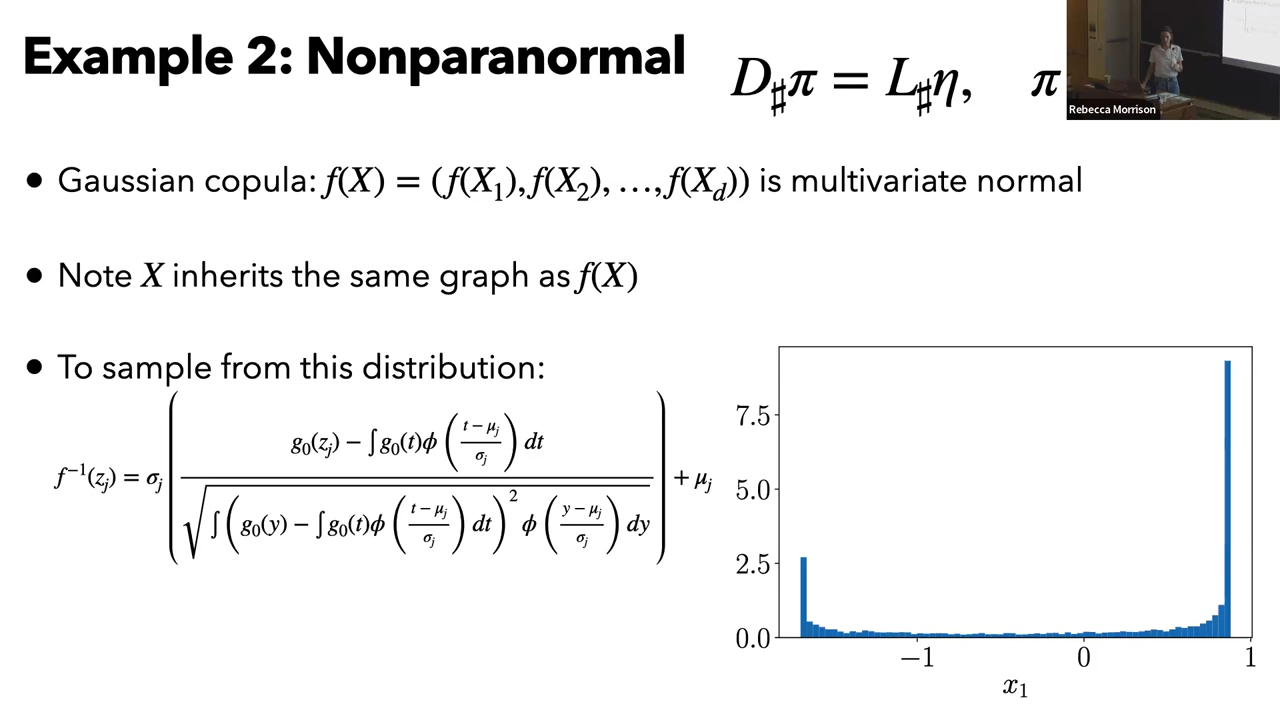 Example 2: Nonparanormal
D_♯π = L_♯η, π
Rebecca Morrison
• Gaussian copula: f(X) = (f(X₁), f(X₂), …, f(X_d)) is multivariate normal
• Note X inherits the same graph as f(X)
• To sample from this distribution:
f⁻¹(z_j) = σ_j ( (g₀(z_j) − ∫g₀(t)ϕ((t − μ_j)/σ_j) dt) / √(∫(g₀(y) − ∫g₀(t)ϕ((t − μ_j)/σ_j) dt)² ϕ((y − μ_j)/σ_j) dy) ) + μ_j
7.5
5.0
2.5
0.0
−1 0 1
x₁